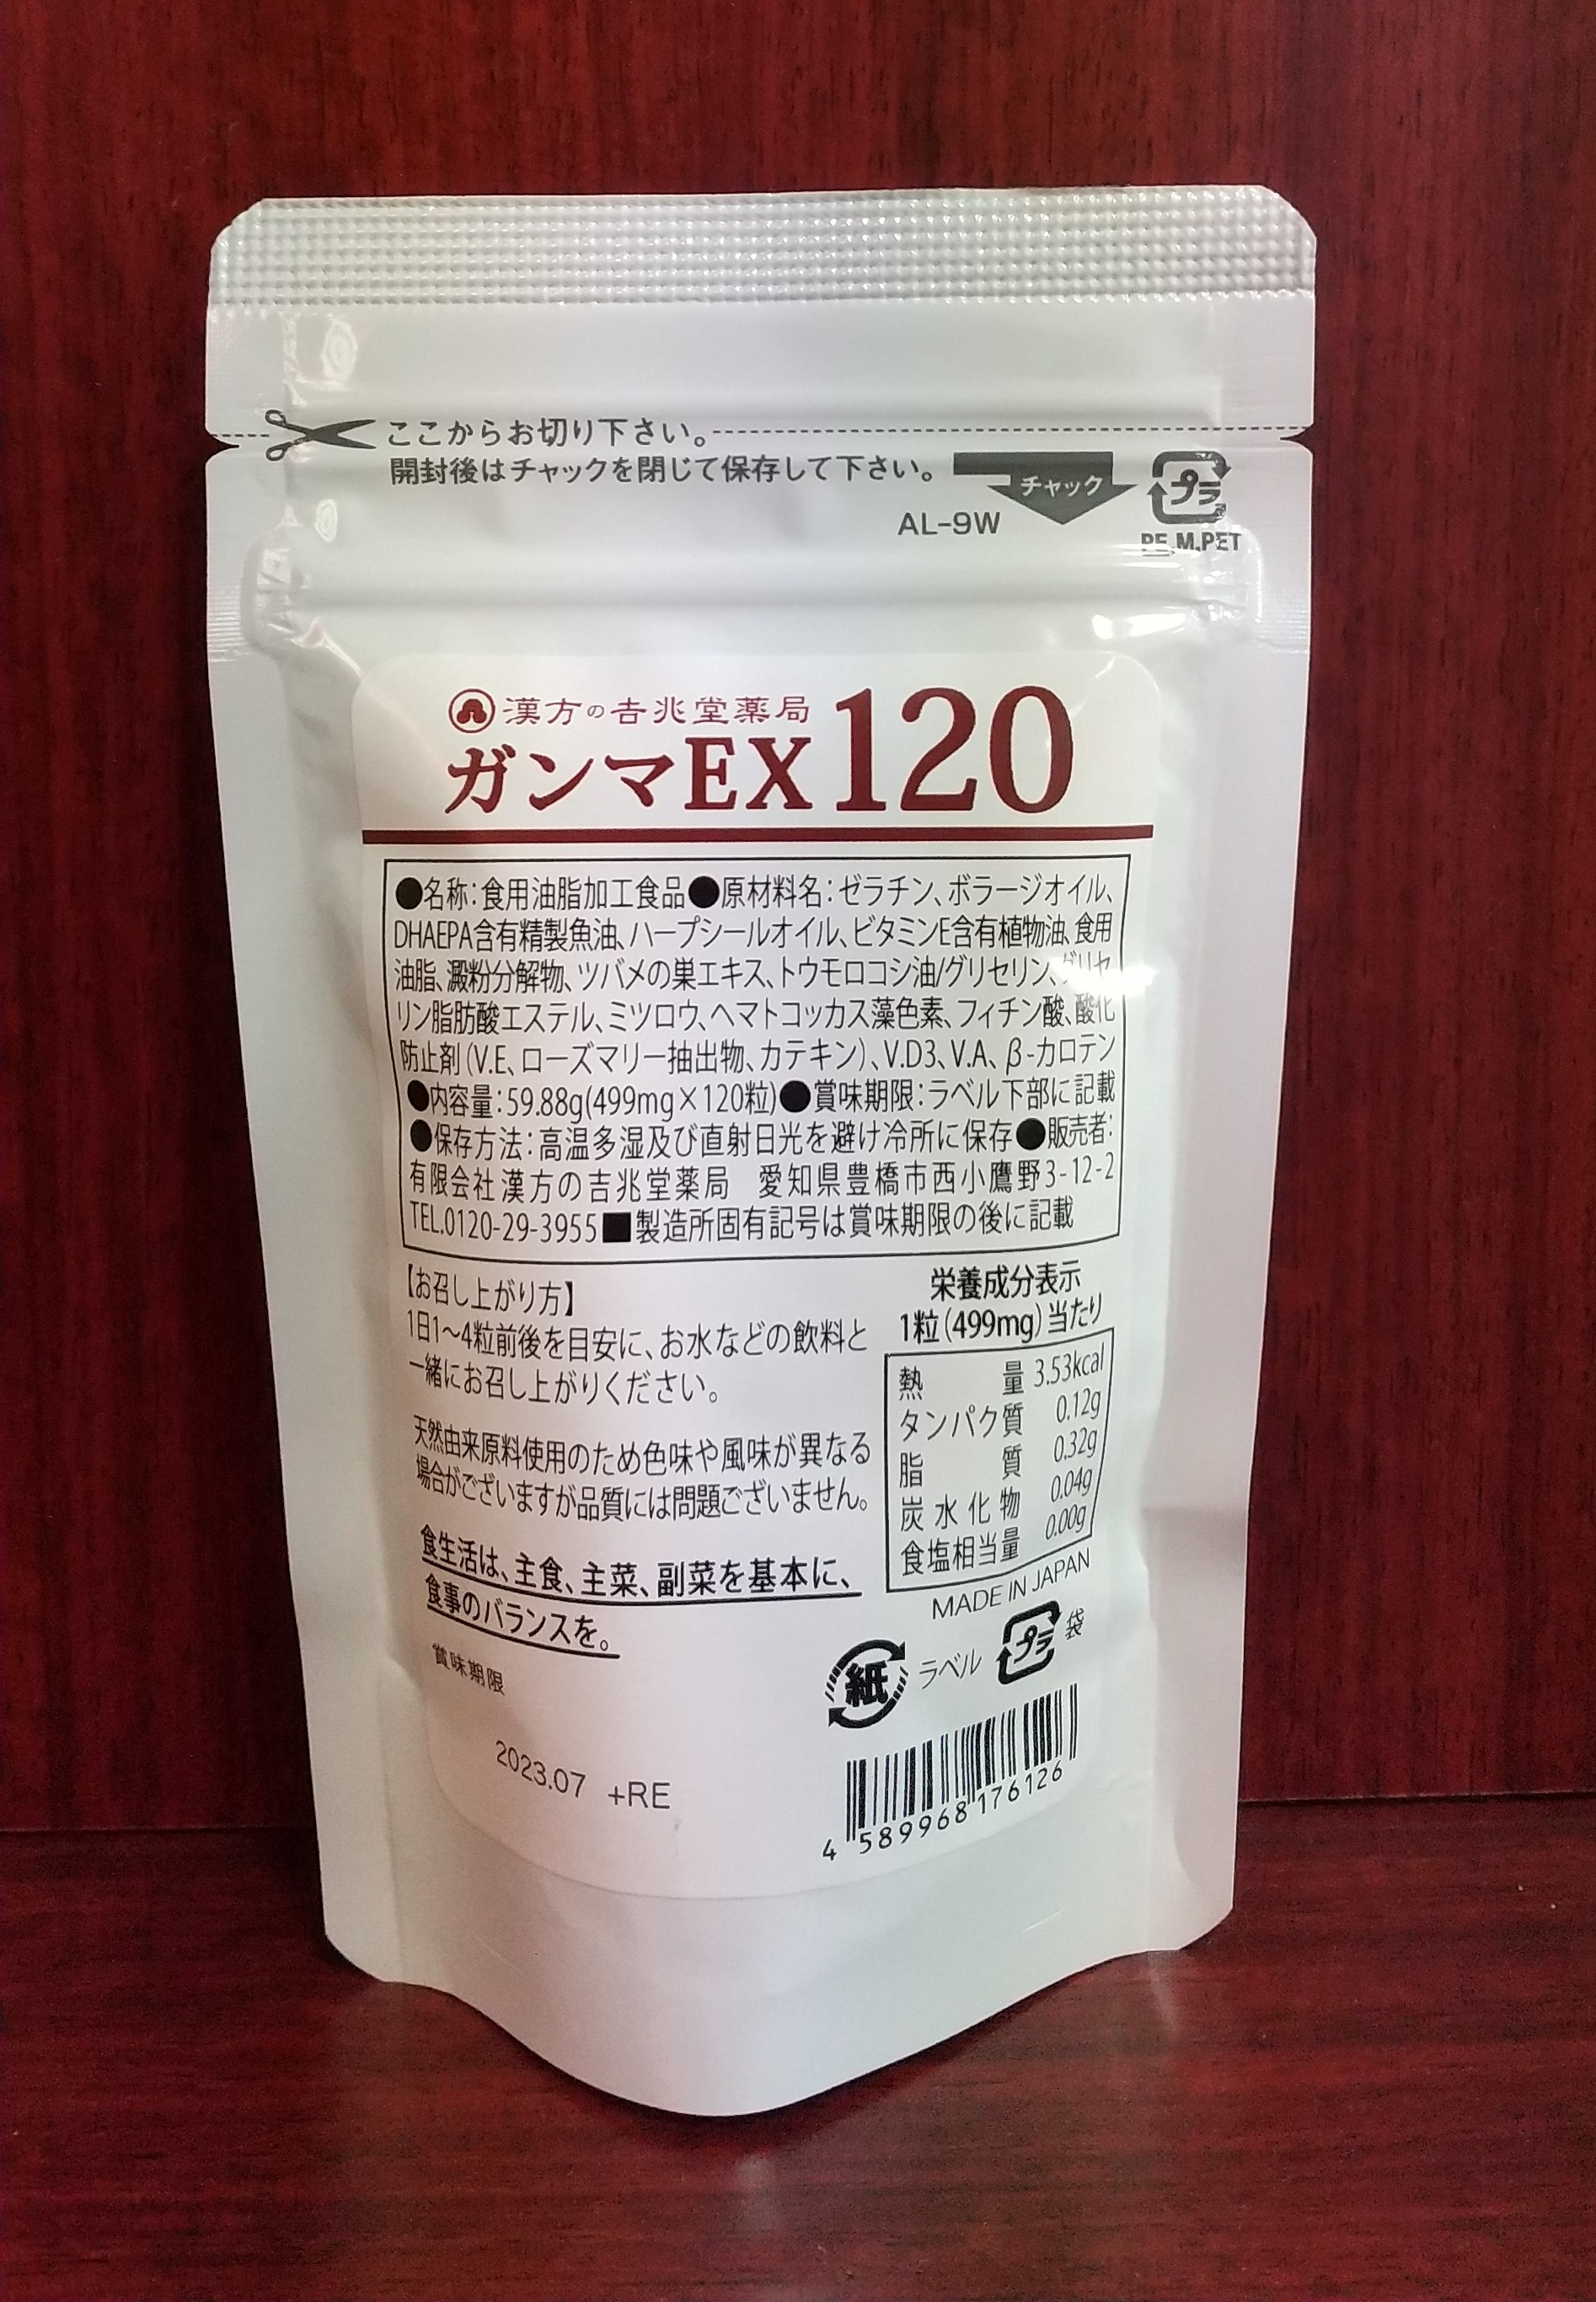 ここからお切り下さい。
開封後はチャックを閉じて保存して下さい。
チャック
プラ
AL-9W
PE,M,PET
漢方の吉兆堂薬局
ガンマEX120
●名称:食用油脂加工食品●原材料名:ゼラチン、ボラージオイル、
DHAEPA含有精製魚油、ハープシールオイル、ビタミンE含有植物油、食用
油脂、澱粉分解物、ツバメの巣エキス、トウモロコシ油/グリセリン、グリセ
リン脂肪酸エステル、ミツロウ、ヘマトコッカス藻色素、フィチン酸、酸化
防止剤(V.E、ローズマリー抽出物、カテキン)、V.D3、V.A、β-カロテン
●内容量:59.88g(499mg×120粒)●賞味期限:ラベル下部に記載
●保存方法:高温多湿及び直射日光を避け冷所に保存●販売者:
有限会社漢方の吉兆堂薬局 愛知県豊橋市西小鷹野3-12-2
TEL.0120-29-3955■製造所固有記号は賞味期限の後に記載
【お召し上がり方】
1日1〜4粒前後を目安に、お水などの飲料と
一緒にお召し上がりください。
天然由来原料使用のため色味や風味が異なる
場合がございますが品質には問題ございません。
食生活は、主食、主菜、副菜を基本に、
食事のバランスを。
賞味期限
2023.07 +RE
栄養成分表示
1粒(499mg)当たり
熱量 3.53kcal
タンパク質 0.12g
脂質 0.32g
炭水化物 0.04g
食塩相当量 0.00g
MADE IN JAPAN
紙 ラベル プラ 袋
4 589968 176126